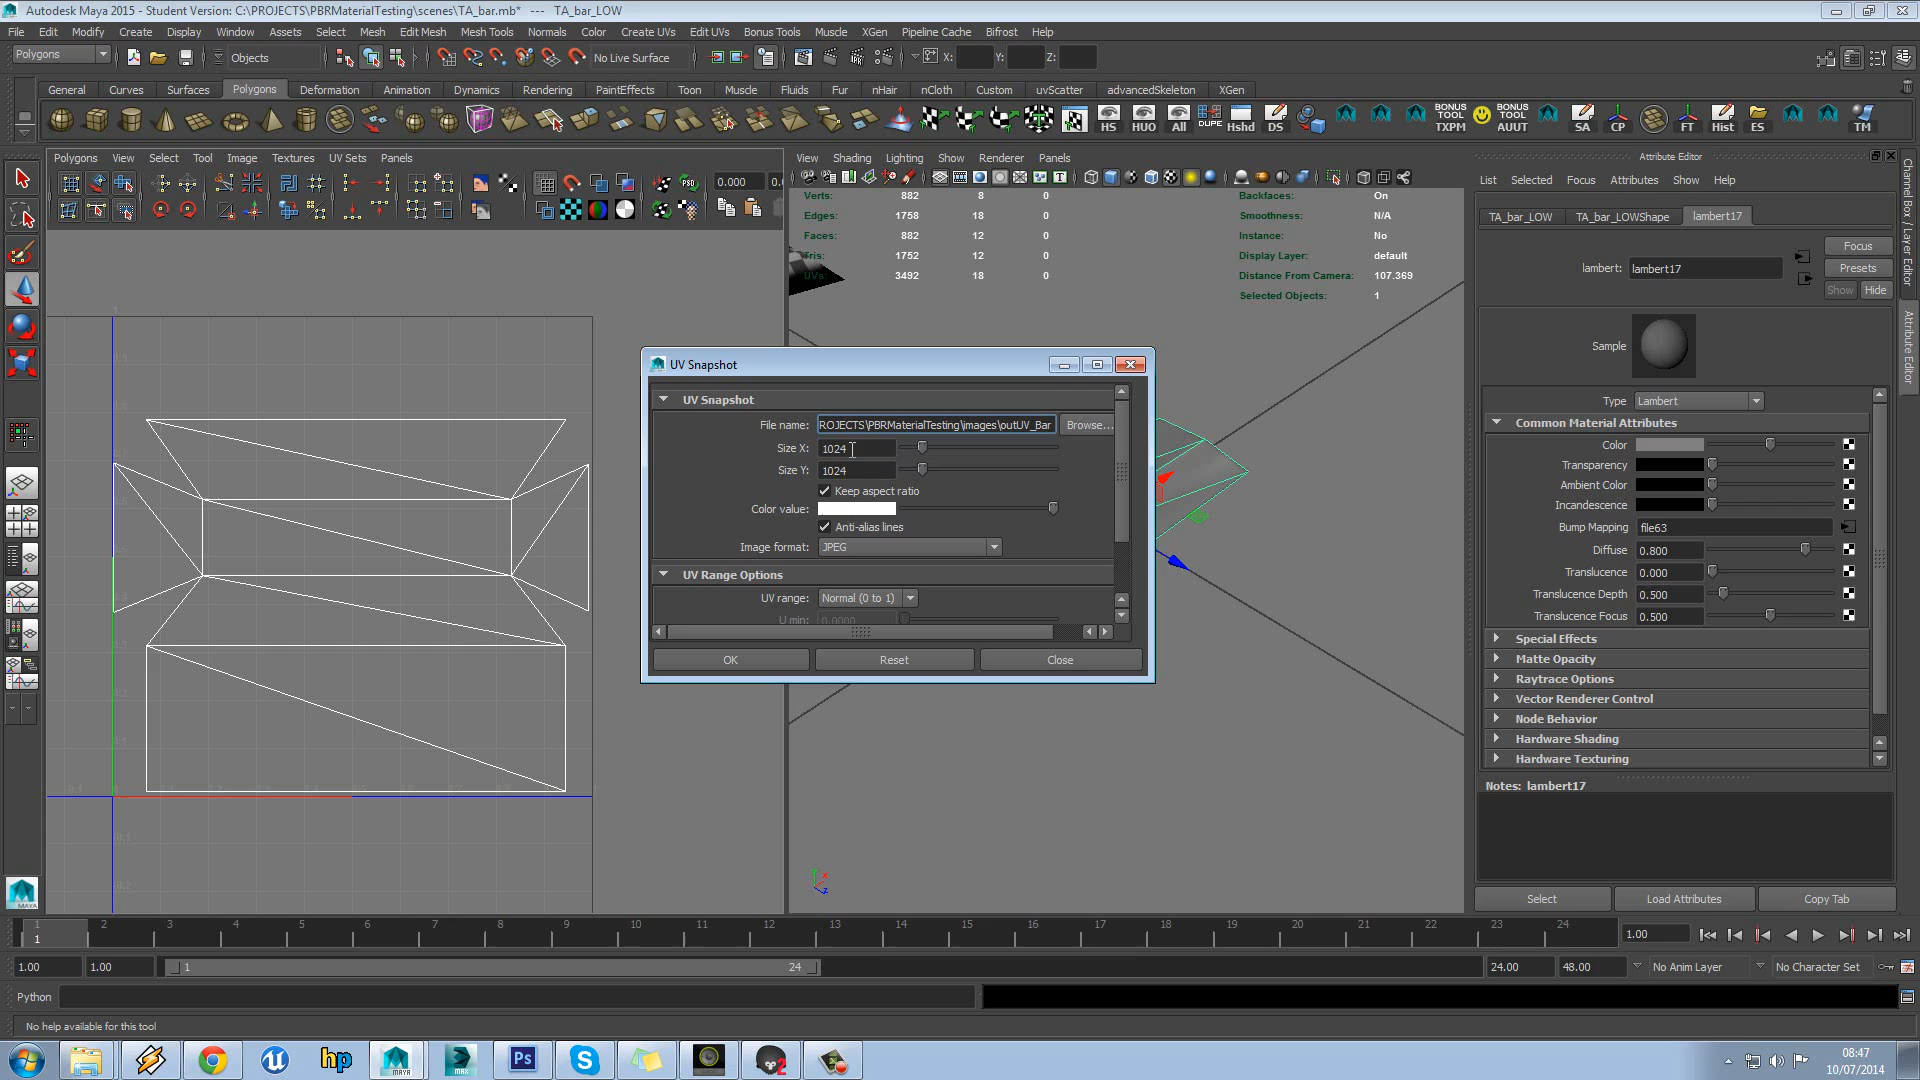 Autodesk Maya 2015 - Student Version: C:\PROJECTS\PBRMaterialTesting\scenes\TA_bar.mb*  ---  TA_bar_LOW
File Edit Modify Create Display Window Assets Select Mesh Edit Mesh Mesh Tools Normals Color Create UVs Edit UVs Bonus Tools Muscle XGen Pipeline Cache Bifrost Help
Polygons Objects No Live Surface X: Y: Z:
General Curves Surfaces Polygons Deformation Animation Dynamics Rendering PaintEffects Toon Muscle Fluids Fur nHair nCloth Custom uvScatter advancedSkeleton XGen
HS HUO All DUPE Hshd DS BONUS TOOL TXPM BONUS TOOL AUUT SA CP FT Hist ES TM
Polygons View Select Tool Image Textures UV Sets Panels
View Shading Lighting Show Renderer Panels
Attribute Editor
List Selected Focus Attributes Show Help
0.000
Verts: 882 8 0
Edges: 1758 18 0
Faces: 882 12 0
Tris: 1752 12 0
UVs: 3492 18 0
Backfaces: On
Smoothness: N/A
Instance: No
Display Layer: default
Distance From Camera: 107.369
Selected Objects: 1
TA_bar_LOW TA_bar_LOWShape lambert17
lambert: lambert17
Focus
Presets
Show Hide
Sample
Type Lambert
Common Material Attributes
Color
Transparency
Ambient Color
Incandescence
Bump Mapping file63
Diffuse 0.800
Translucence 0.000
Translucence Depth 0.500
Translucence Focus 0.500
Special Effects
Matte Opacity
Raytrace Options
Vector Renderer Control
Node Behavior
Hardware Shading
Hardware Texturing
Notes: lambert17
Select Load Attributes Copy Tab
Channel Box / Layer Editor
Attribute Editor
UV Snapshot
UV Snapshot
File name: ROJECTS\PBRMaterialTesting\images\outUV_Bar Browse...
Size X: 1024
Size Y: 1024
Keep aspect ratio
Color value:
Anti-alias lines
Image format: JPEG
UV Range Options
UV range: Normal (0 to 1)
U min: 0.0000
OK Reset Close
1 2 3 4 5 6 7 8 9 10 11 12 13 14 15 16 17 18 19 20 21 22 23 24
1
1.00
1.00 1.00 1 24 24.00 48.00 No Anim Layer No Character Set
Python
No help available for this tool
hp MAYA MAX Ps
08:47
10/07/2014